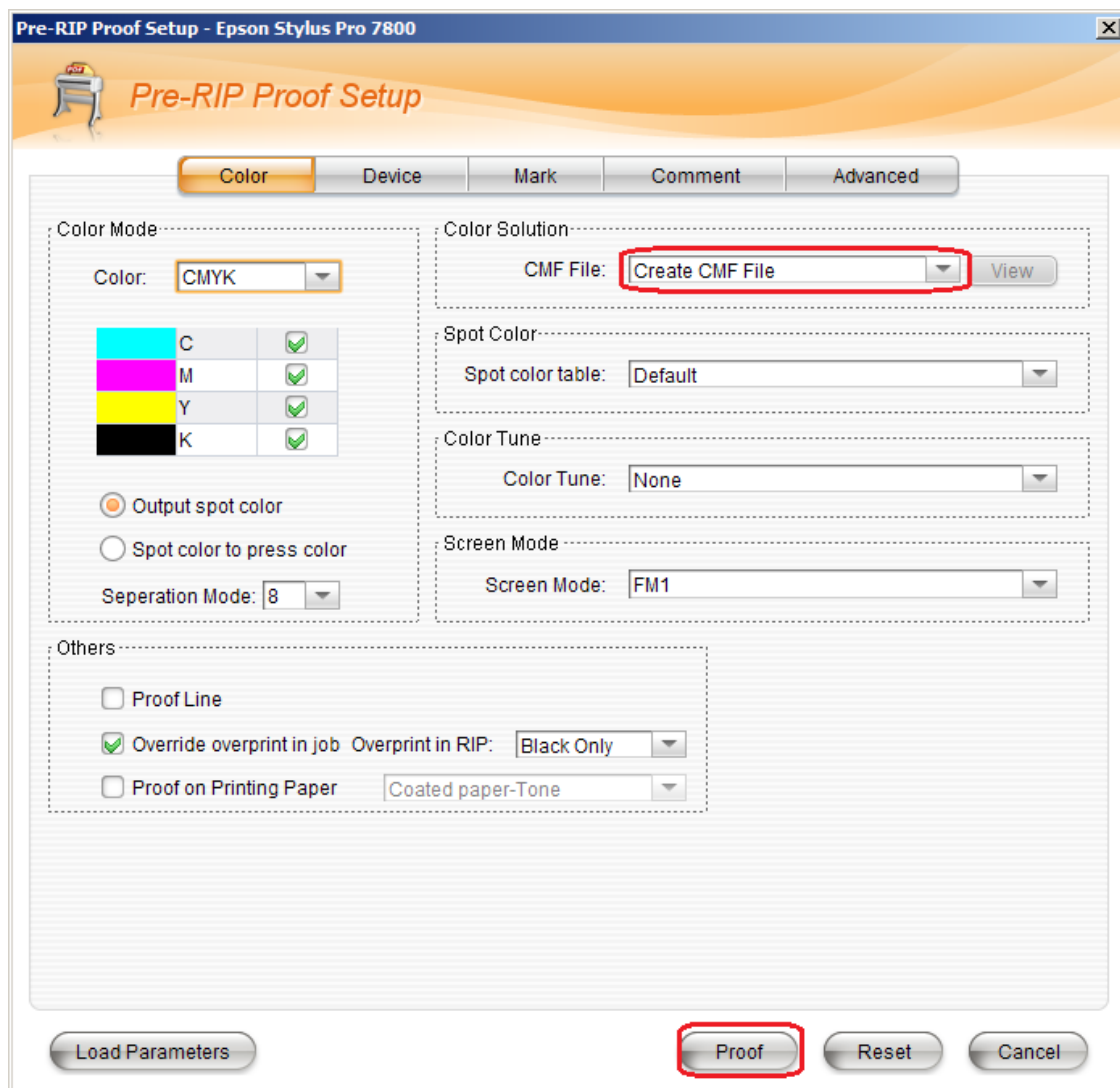 Pre-RIP Proof Setup - Epson Stylus Pro 7800
PDF
Pre-RIP Proof Setup
Color Device Mark Comment Advanced
Color Mode
Color: CMYK
C
M
Y
K
Output spot color
Spot color to press color
Seperation Mode: 8
Color Solution
CMF File: Create CMF File View
Spot Color
Spot color table: Default
Color Tune
Color Tune: None
Screen Mode
Screen Mode: FM1
Others
Proof Line
Override overprint in job Overprint in RIP: Black Only
Proof on Printing Paper Coated paper-Tone
Load Parameters Proof Reset Cancel